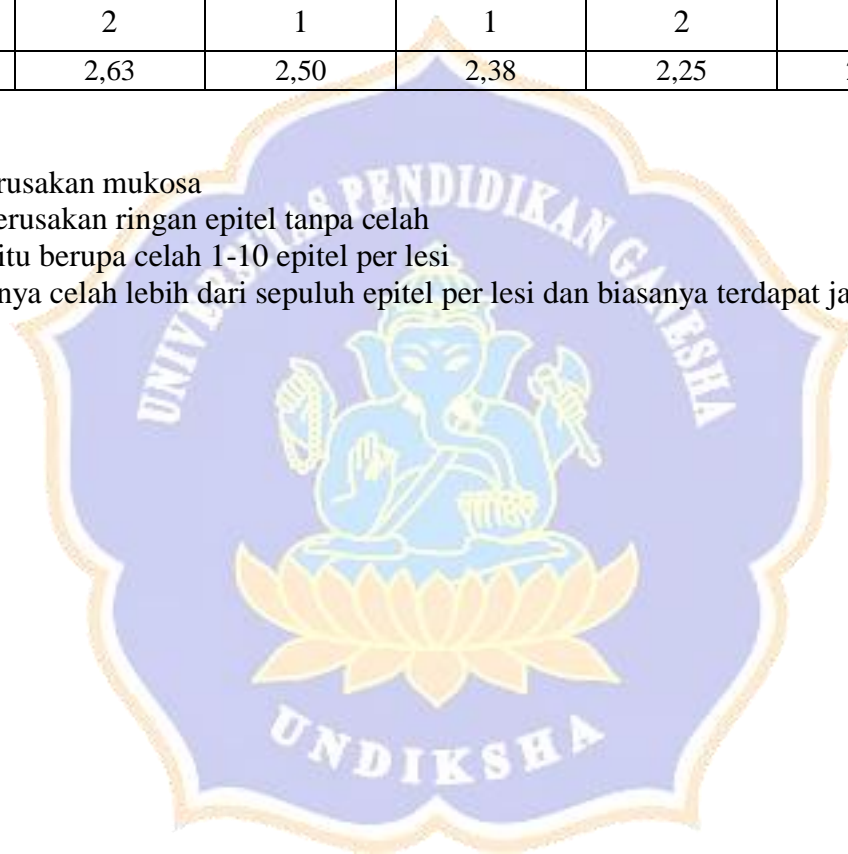 2 1 1 2
2,63 2,50 2,38 2,25
rusakan mukosa
erusakan ringan epitel tanpa celah
itu berupa celah 1-10 epitel per lesi
nya celah lebih dari sepuluh epitel per lesi dan biasanya terdapat ja
UNIVERSITAS PENDIDIKAN GANESHA
UNDIKSHA